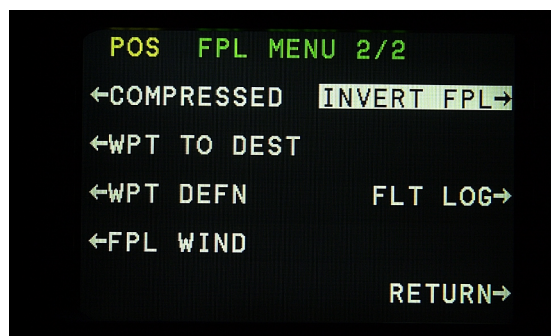 POS FPL MENU 2/2
←COMPRESSED INVERT FPL→
←WPT TO DEST
←WPT DEFN FLT LOG→
←FPL WIND
RETURN→